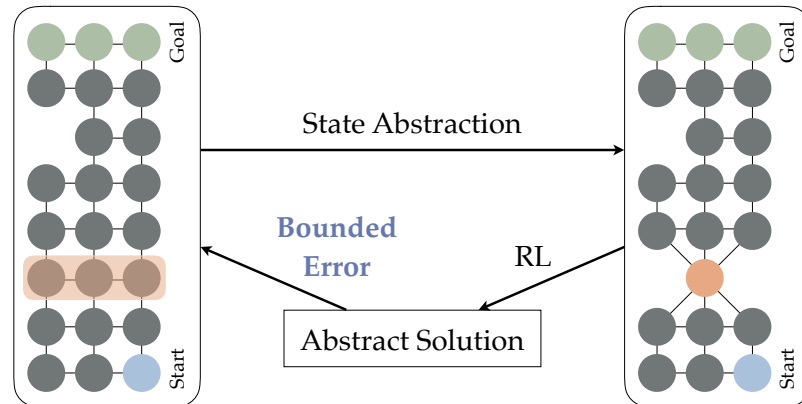 Goal
Start
State Abstraction
Bounded
Error
RL
Abstract Solution
Goal
Start